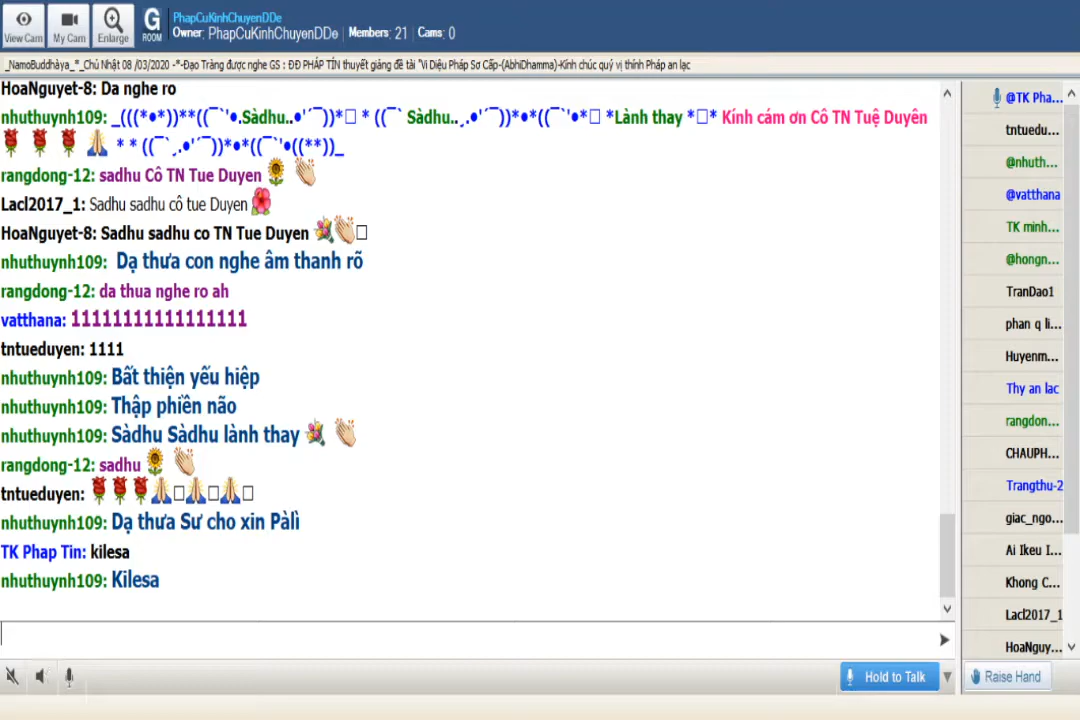 View Cam
My Cam
Enlarge
G
ROOM
PhapCuKinhChuyenDDe
Owner: PhapCuKinhChuyenDDe Members: 21 Cams: 0
_NamoBuddhàya_*_Chủ Nhật 08 /03/2020 -*-Đạo Tràng được nghe GS : ĐĐ PHÁP TÍN thuyết giảng đề tài "Vi Diệu Pháp Sơ Cấp-(AbhiDhamma)-Kính chúc quý vị thính Pháp an lạc
HoaNguyet-8: Da nghe ro
nhuthuynh109: _(((*•*))**((¯`'•.Sàdhu..•'´¯))*□ * ((¯` Sàdhu..¸.•'´¯))*•*((¯`'•*□ *Lành thay *□* Kính cám ơn Cô TN Tuệ Duyên
🌹 🌹 🌹 🙏 * * ((¯`¸.•'´¯))*•*((¯`'•((**))_
rangdong-12: sadhu Cô TN Tue Duyen 🌻 👏
Lacl2017_1: Sadhu sadhu cô tue Duyen 🌺
HoaNguyet-8: Sadhu sadhu co TN Tue Duyen 💐👏□
nhuthuynh109: Dạ thưa con nghe âm thanh rõ
rangdong-12: da thua nghe ro ah
vatthana: 11111111111111111
tntueduyen: 1111
nhuthuynh109: Bất thiện yếu hiệp
nhuthuynh109: Thập phiền não
nhuthuynh109: Sàdhu Sàdhu lành thay 💐 👏
rangdong-12: sadhu 🌻 👏
tntueduyen: 🌹🌹🌹🙏□🙏□🙏□
nhuthuynh109: Dạ thưa Sư cho xin Pàlì
TK Phap Tin: kilesa
nhuthuynh109: Kilesa
@TK Pha...
tntuedu...
@nhuth...
@vatthana
TK minh...
@hongn...
TranDao1
phan q li...
Huyenm...
Thy an lac
rangdon...
CHAUPH...
Trangthu-2
giac_ngo...
Ai Ikeu I...
Khong C...
Lacl2017_1
HoaNguy...
Hold to Talk
Raise Hand